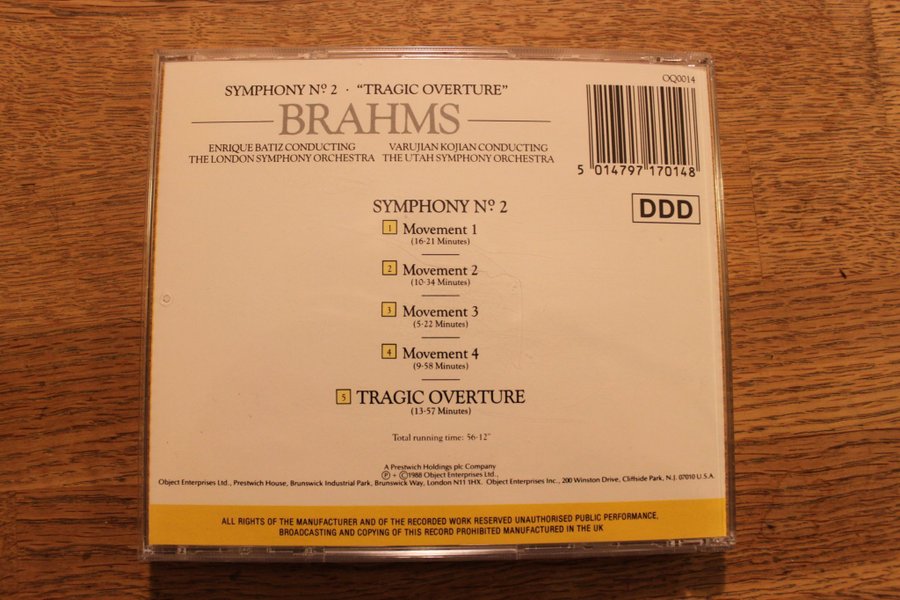 OQ0014
SYMPHONY Nº 2 · “TRAGIC OVERTURE”
BRAHMS
ENRIQUE BATIZ CONDUCTING
THE LONDON SYMPHONY ORCHESTRA
VARUJIAN KOJIAN CONDUCTING
THE UTAH SYMPHONY ORCHESTRA
5 014797 170148
DDD
SYMPHONY Nº 2
1 Movement 1
(16-21 Minutes)
2 Movement 2
(10-34 Minutes)
3 Movement 3
(5-22 Minutes)
4 Movement 4
(9-58 Minutes)
5 TRAGIC OVERTURE
(13-57 Minutes)
Total running time: 56-12"
A Prestwich Holdings plc Company
Ⓟ + Ⓒ1988 Object Enterprises Ltd.,
Object Enterprises Ltd., Prestwich House, Brunswick Industrial Park, Brunswick Way, London N11 1HX. Object Enterprises Inc., 200 Winston Drive, Cliffside Park, N.J. 07010 U.S.A.
ALL RIGHTS OF THE MANUFACTURER AND OF THE RECORDED WORK RESERVED UNAUTHORISED PUBLIC PERFORMANCE,
BROADCASTING AND COPYING OF THIS RECORD PROHIBITED MANUFACTURED IN THE UK